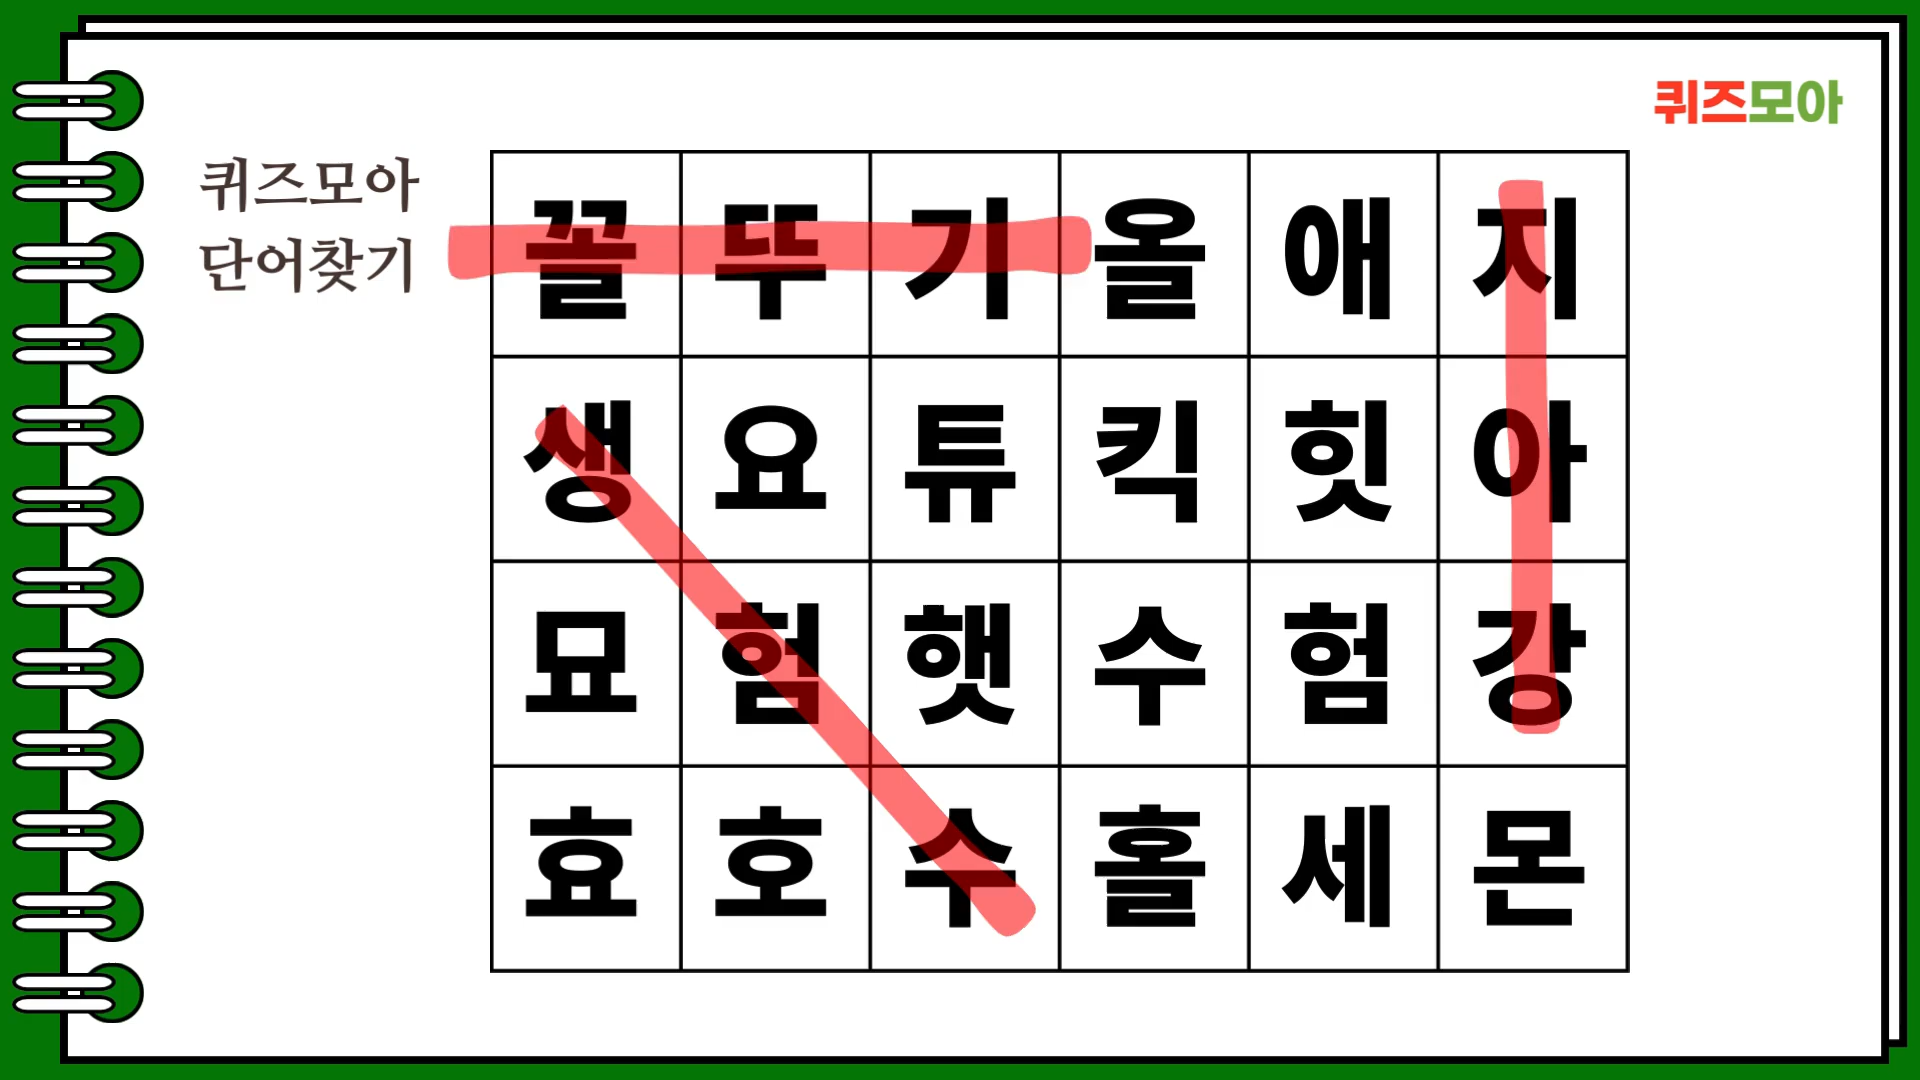 퀴즈모아
퀴즈모아
단어찾기
꼴 뚜 기 올 애 지
생 요 튜 킥 힛 아
묘 험 햇 수 험 강
효 호 수 홀 세 몬